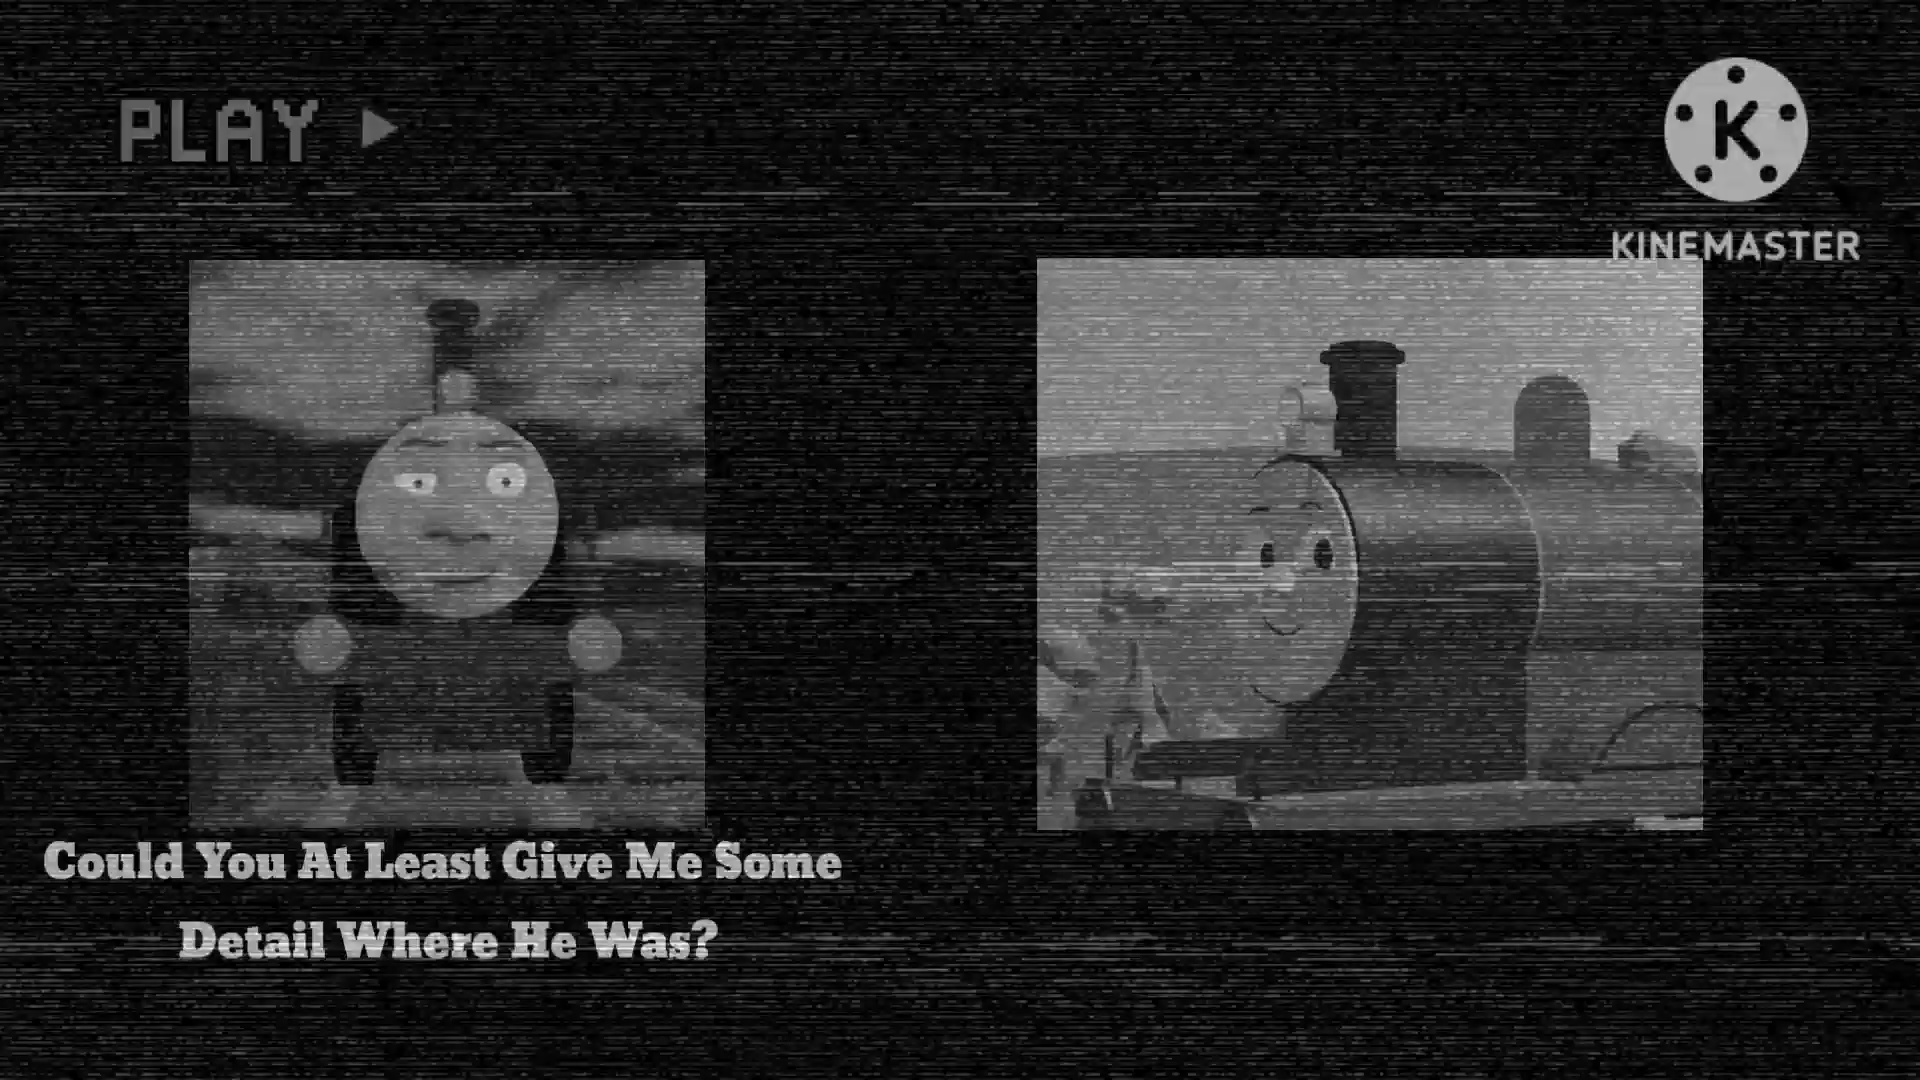 PLAY
K
KINEMASTER
Could You At Least Give Me Some
Detail Where He Was?